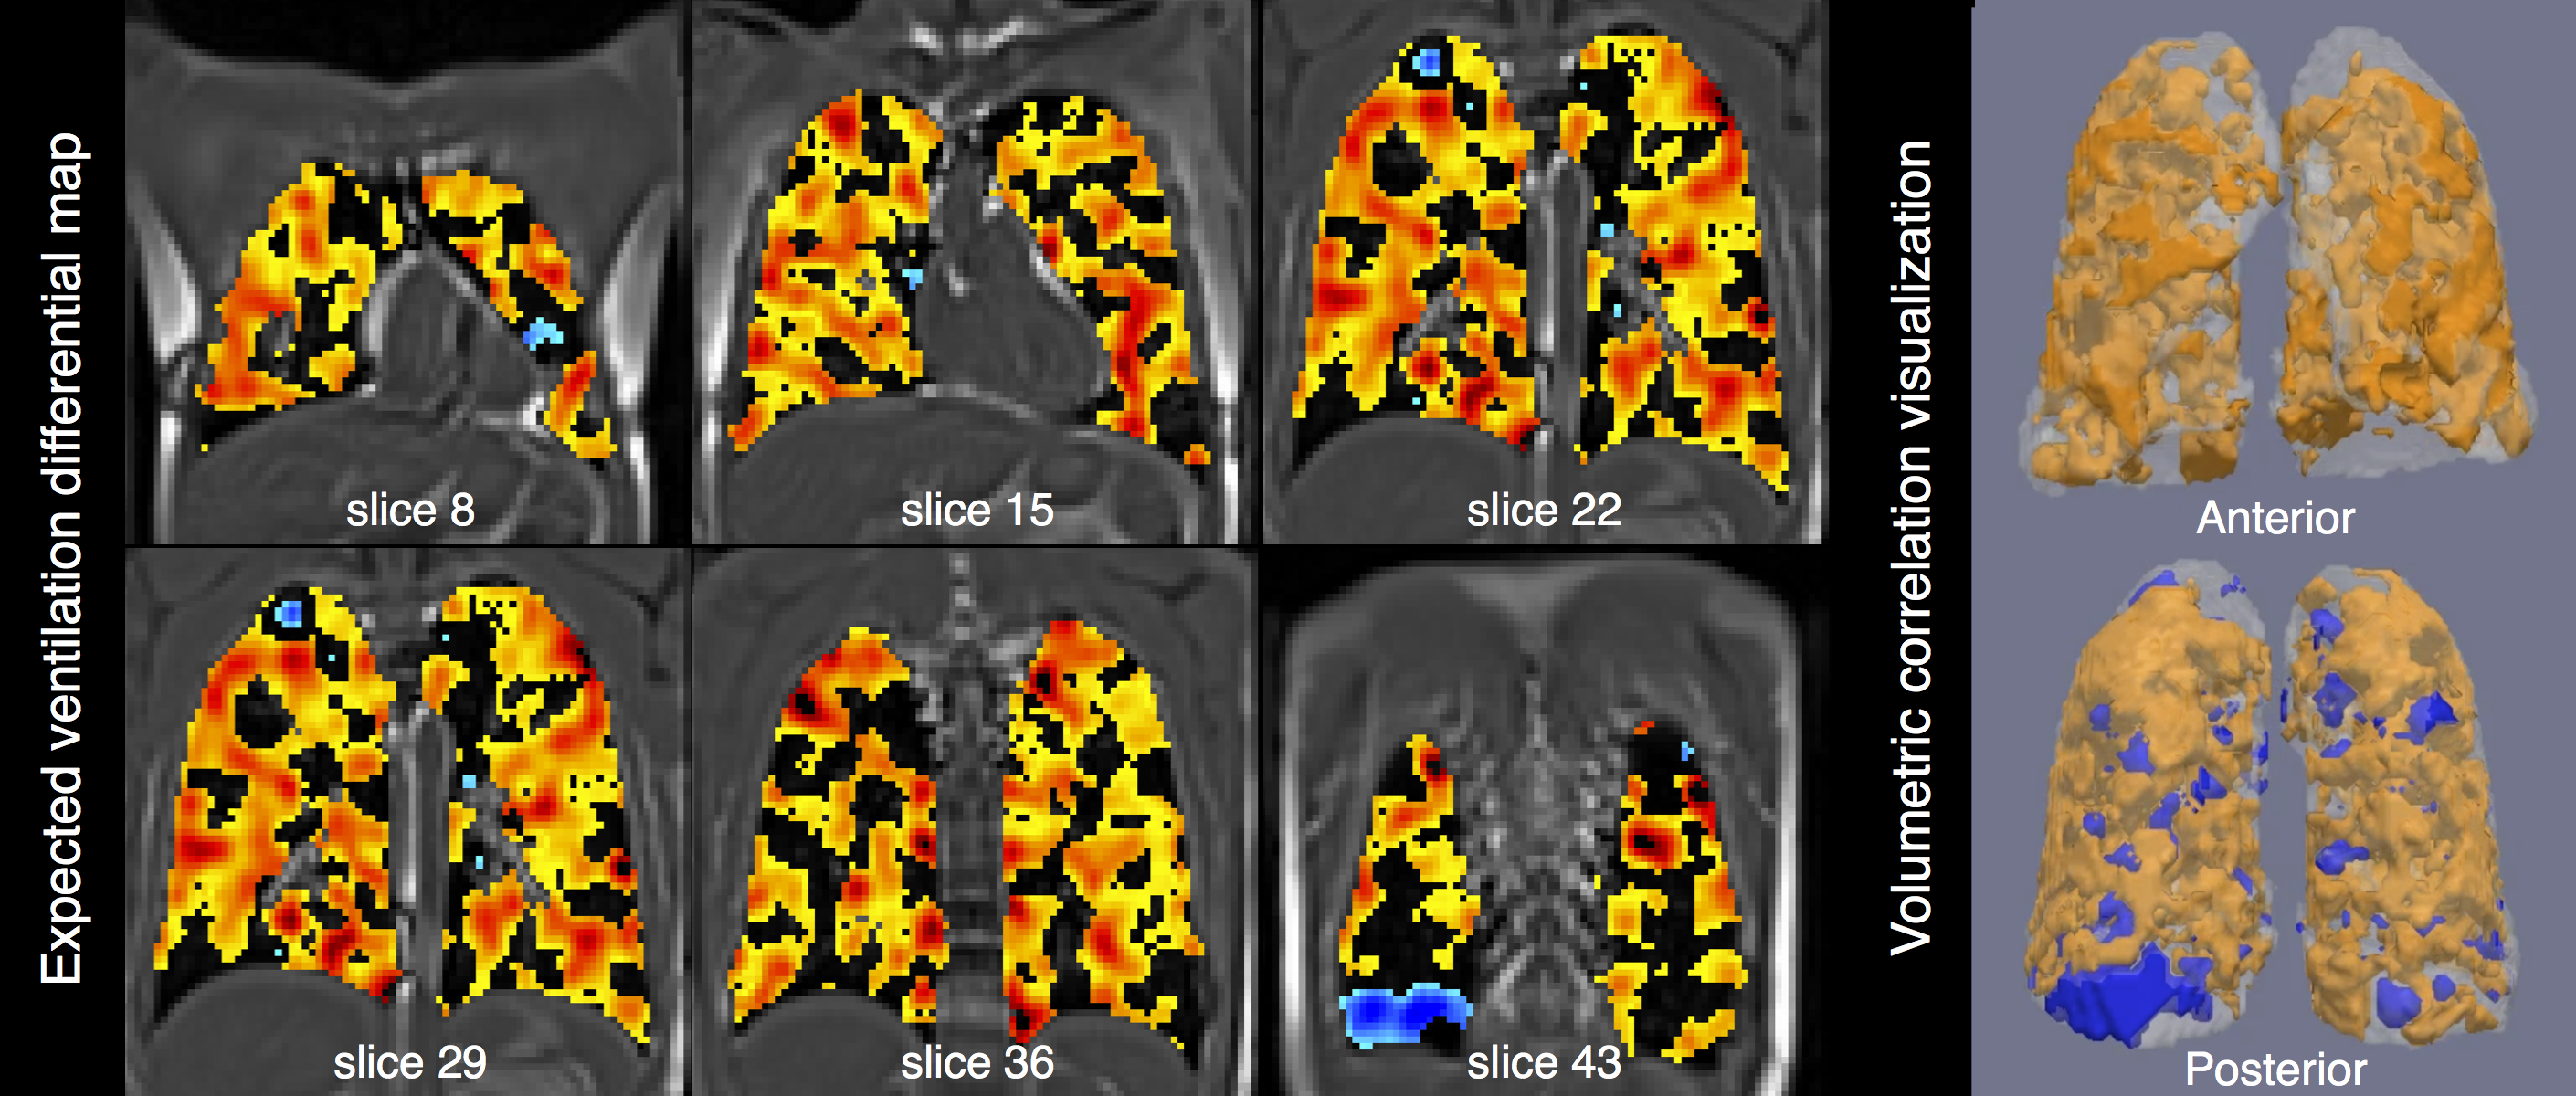 Expected ventilation differential map
slice 8
slice 15
slice 22
slice 29
slice 36
slice 43
Volumetric correlation visualization
Anterior
Posterior